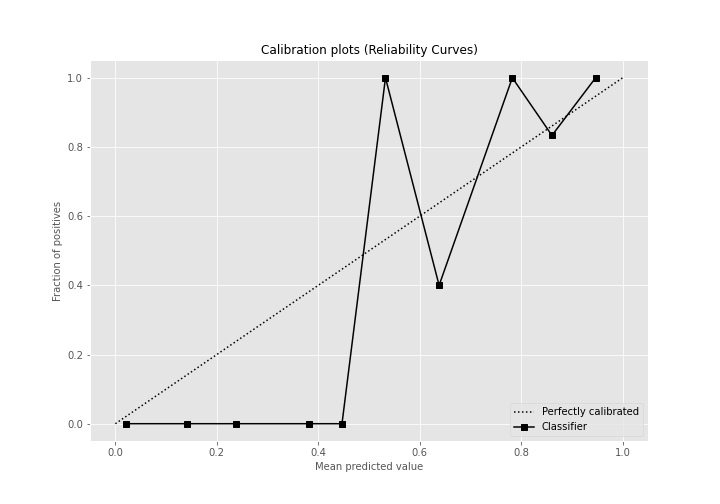 Calibration plots (Reliability Curves)
Fraction of positives
1.0
0.8
0.6
0.4
0.2
0.0
0.0 0.2 0.4 0.6 0.8 1.0
Mean predicted value
Perfectly calibrated
Classifier